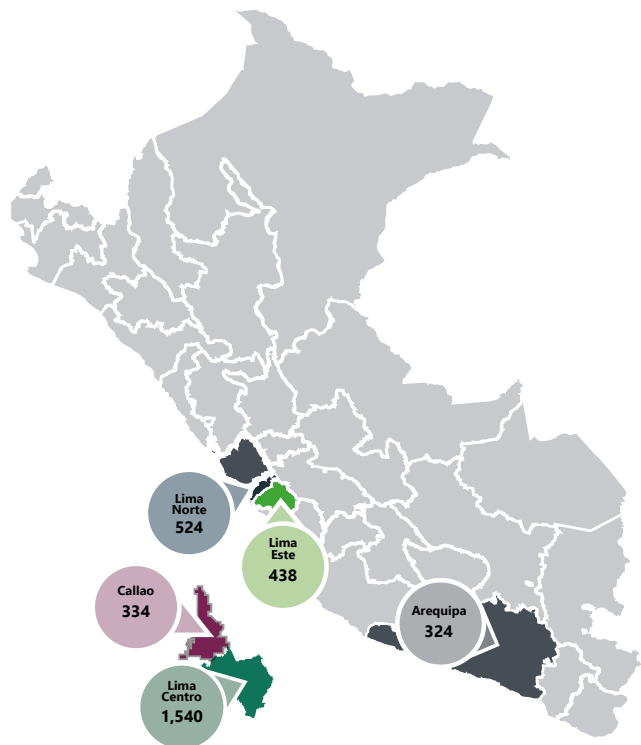 Lima
Norte
524
Lima
Este
438
Callao
334
Arequipa
324
Lima
Centro
1,540